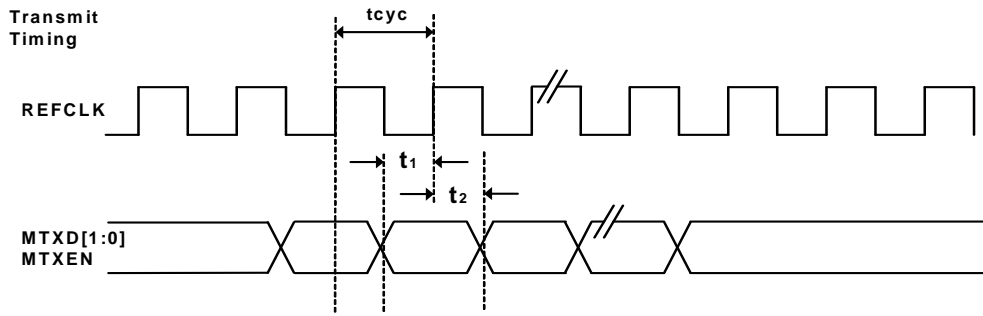 Transmit
Timing
tcyc
REFCLK
t1
t2
MTXD[1:0]
MTXEN